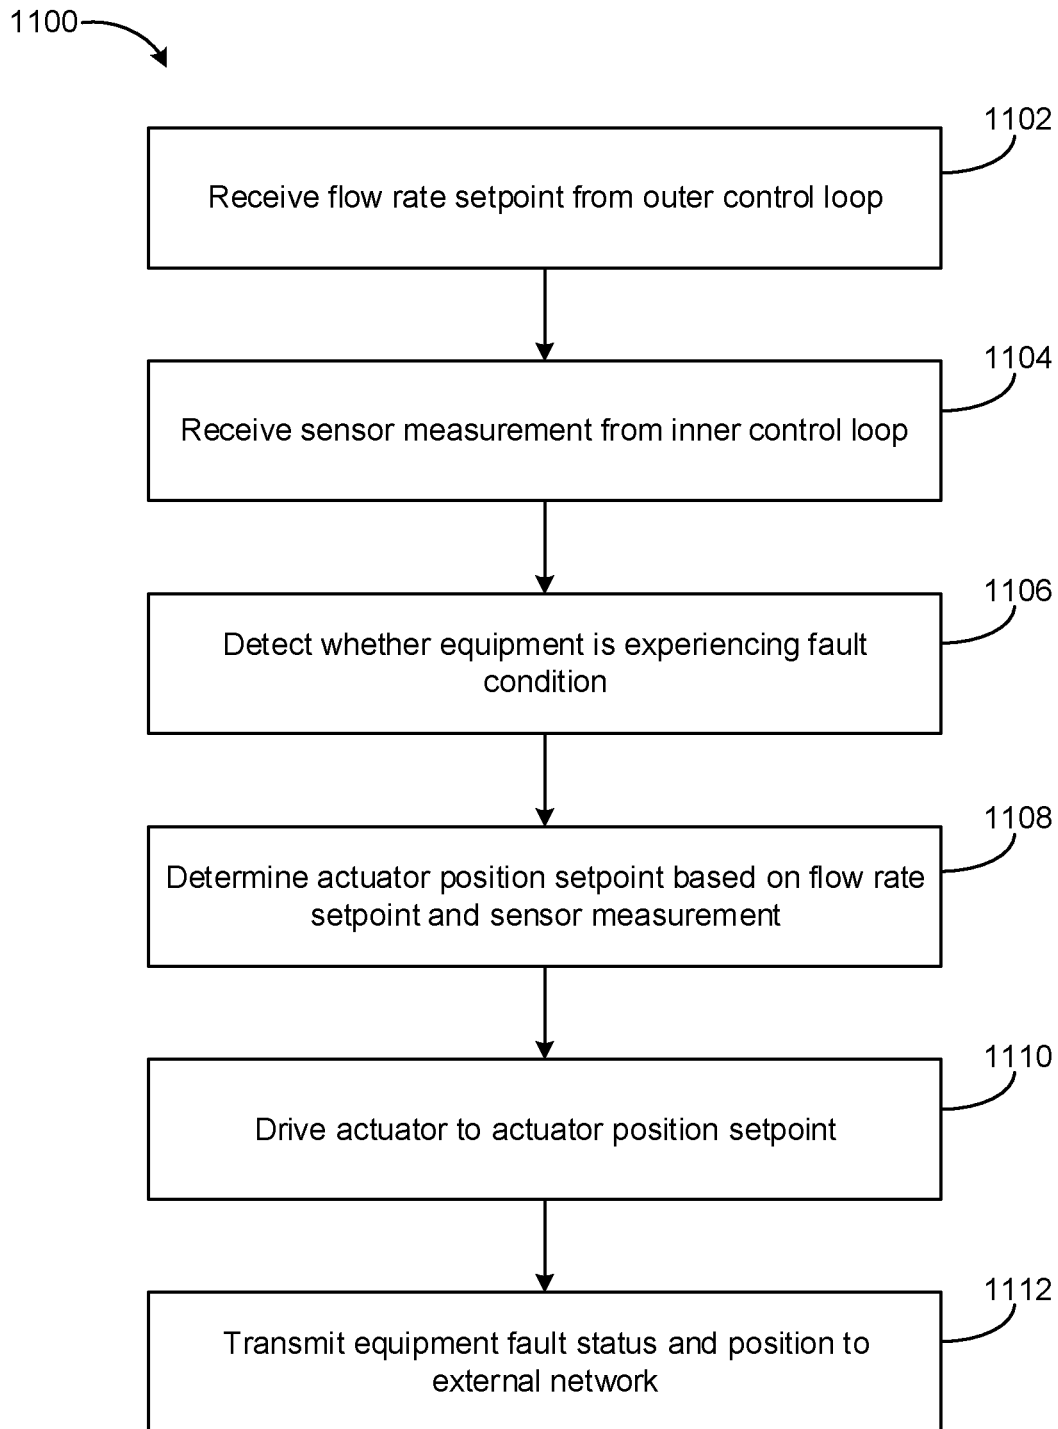 1100
1102
Receive flow rate setpoint from outer control loop
1104
Receive sensor measurement from inner control loop
1106
Detect whether equipment is experiencing fault
condition
1108
Determine actuator position setpoint based on flow rate
setpoint and sensor measurement
1110
Drive actuator to actuator position setpoint
1112
Transmit equipment fault status and position to
external network